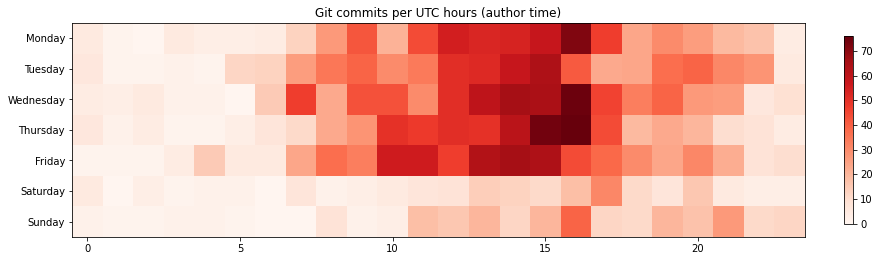 Git commits per UTC hours (author time)
Monday
Tuesday
Wednesday
Thursday
Friday
Saturday
Sunday
0 5 10 15 20
70
60
50
40
30
20
10
0